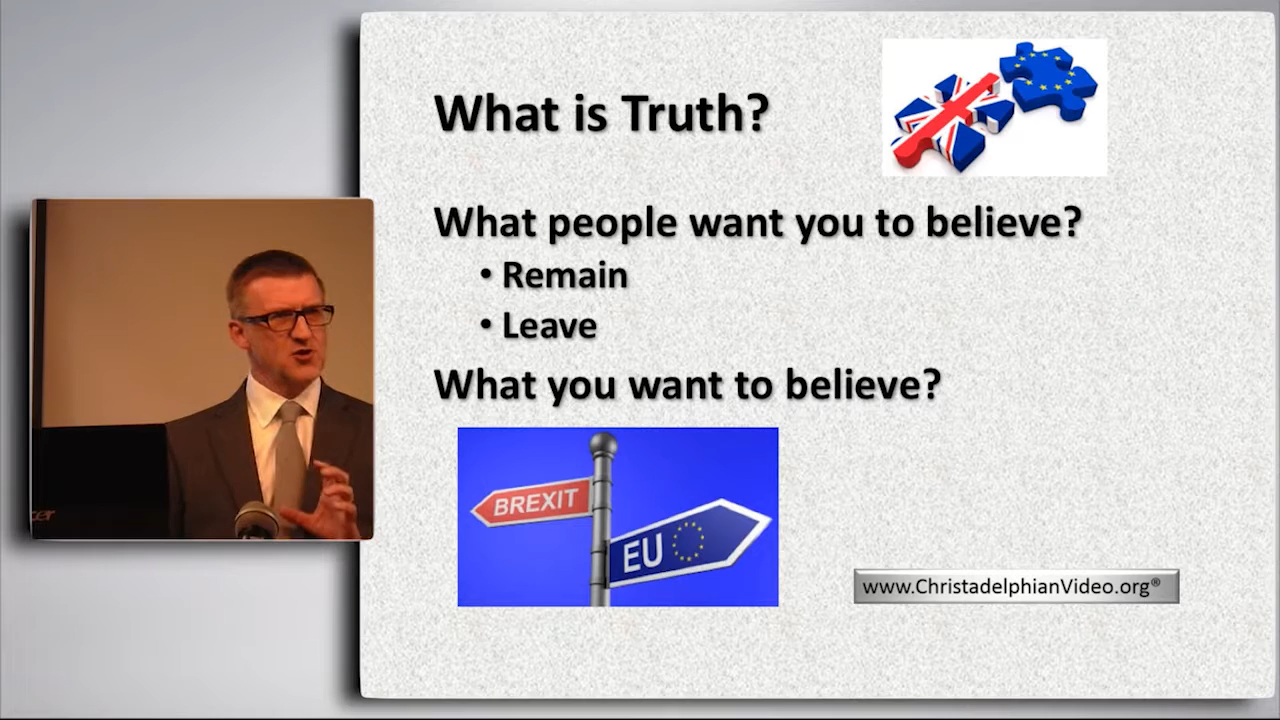 What is Truth?
What people want you to believe?
• Remain
• Leave
What you want to believe?
BREXIT
EU
www.ChristadelphianVideo.org®
cer